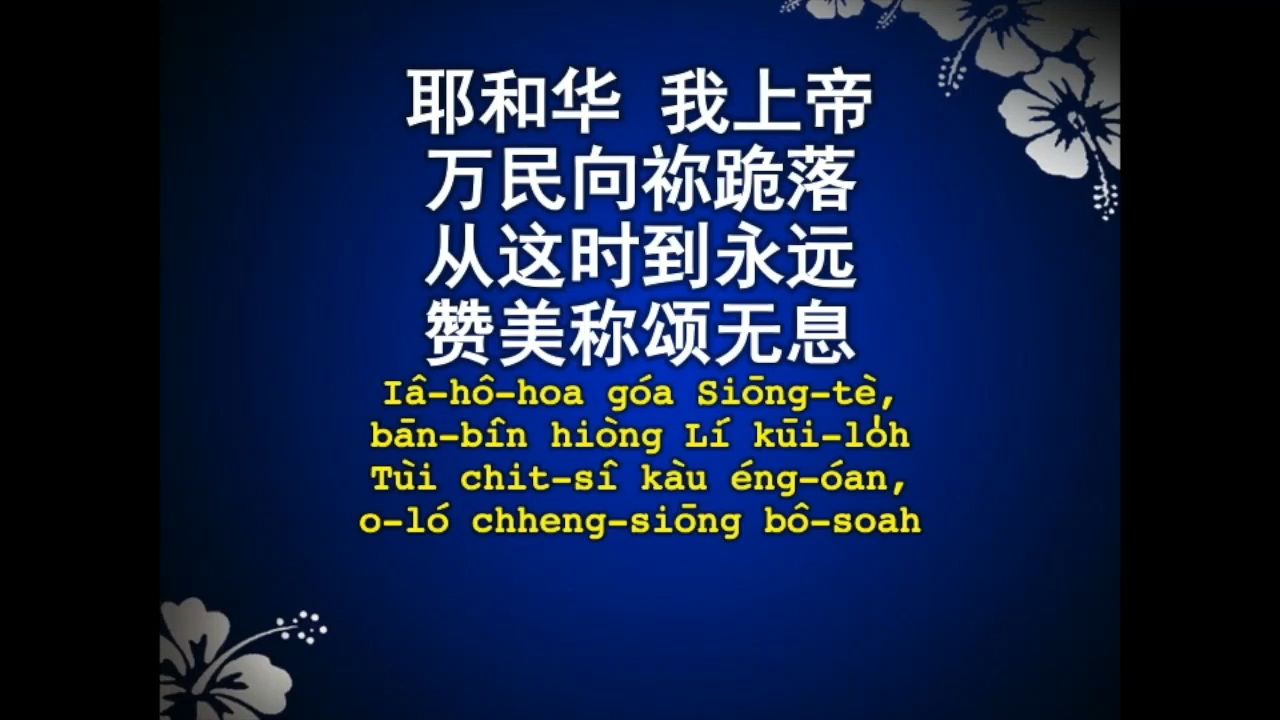 耶和华 我上帝
万民向祢跪落
从这时到永远
赞美称颂无息
Iâ-hô-hoa góa Siōng-tè,
bān-bîn hiòng Lí kūi-lo̍h
Tùi chit-sî kàu éng-óan,
o-ló chheng-siōng bô-soah